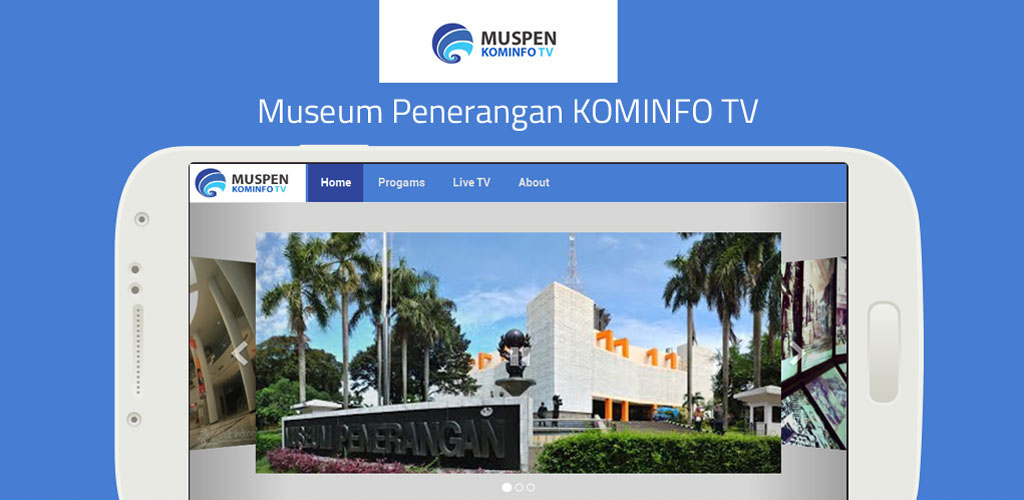 MUSPEN
KOMINFO TV
Museum Penerangan KOMINFO TV
MUSPEN
KOMINFO TV
Home Progams Live TV About
MUSEUM PENERANGAN